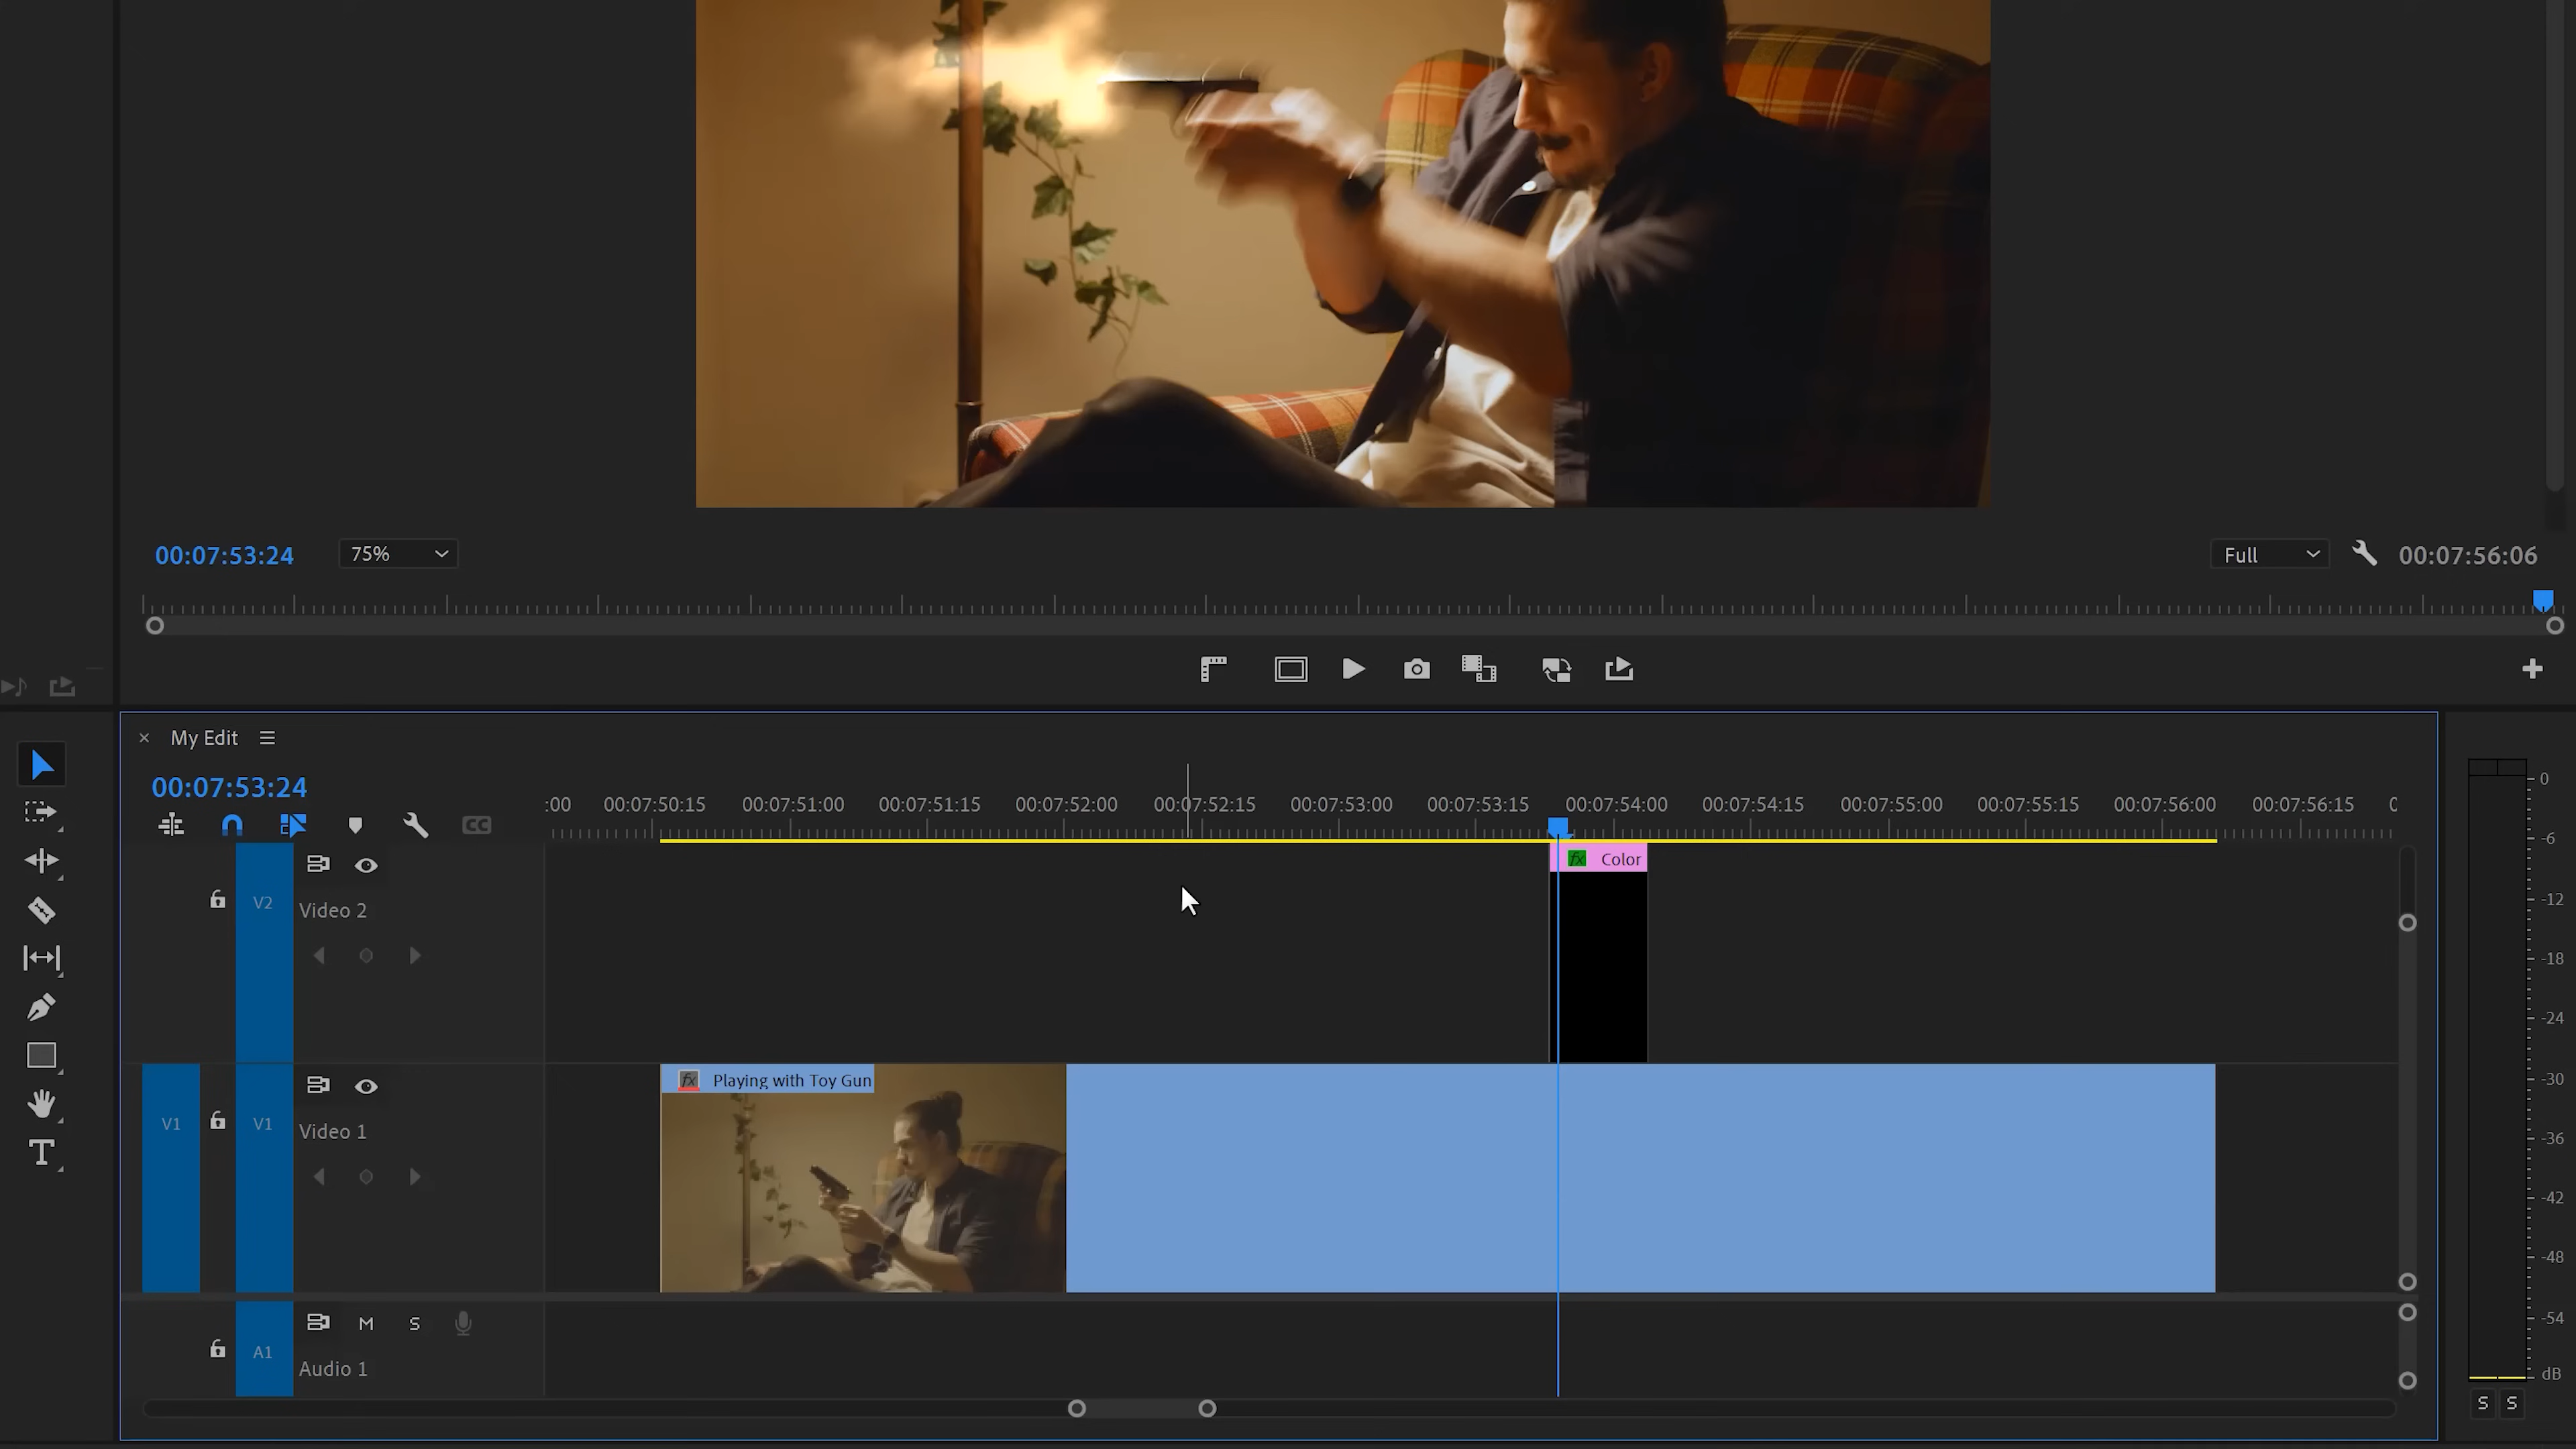 00:07:53:24 75% Full 00:07:56:06
My Edit
00:07:53:24
:00 00:07:50:15 00:07:51:00 00:07:51:15 00:07:52:00 00:07:52:15 00:07:53:00 00:07:53:15 00:07:54:00 00:07:54:15 00:07:55:00 00:07:55:15 00:07:56:00 00:07:56:15 0
CC
fx Color
V2 Video 2
fx Playing with Toy Gun
V1 V1 Video 1
M S
A1 Audio 1
0
-6
-12
-18
-24
-30
-36
-42
-48
-54
dB
S S
T